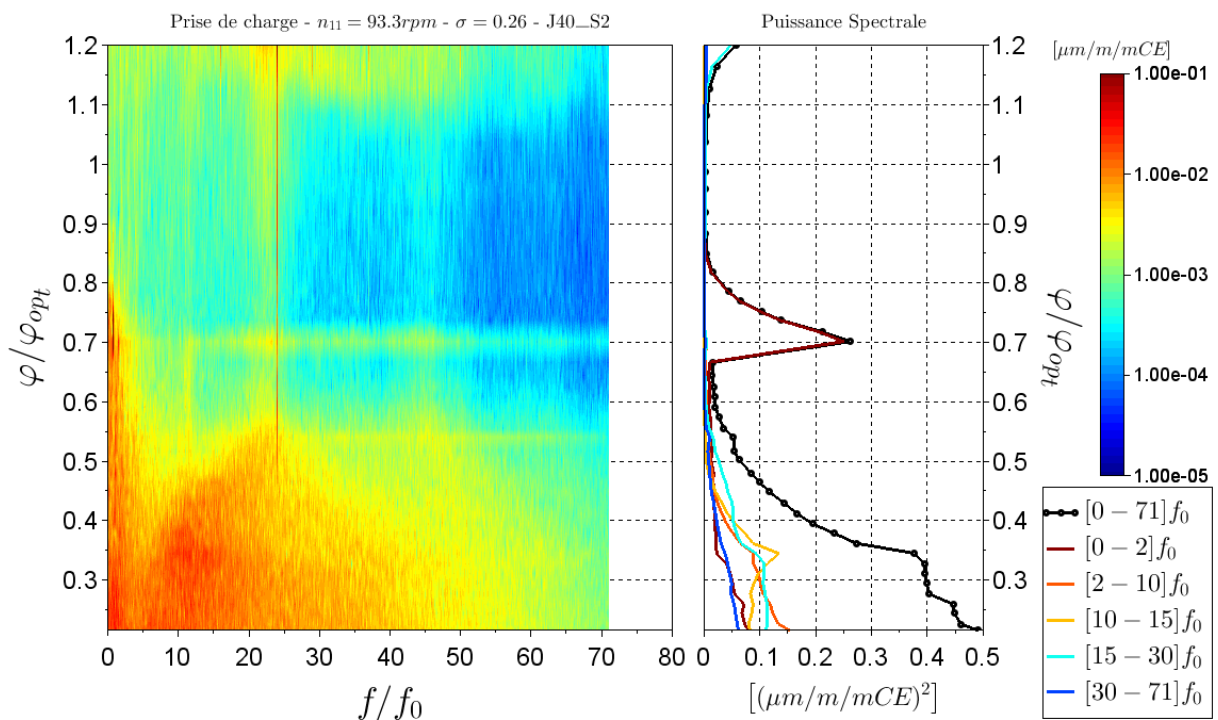 Prise de charge - n₁₁ = 93.3rpm - σ = 0.26 - J40_S2
Puissance Spectrale
φ/φopt
1.2
1.1
1
0.9
0.8
0.7
0.6
0.5
0.4
0.3
0 10 20 30 40 50 60 70 80
f/f₀
0 0.1 0.2 0.3 0.4 0.5
[(μm/m/mCE)²]
1.2
1.1
1
0.9
0.8
0.7
0.6
0.5
0.4
0.3
φ/φopt
[μm/m/mCE]
1.00e-01
1.00e-02
1.00e-03
1.00e-04
1.00e-05
[0 − 71]f₀
[0 − 2]f₀
[2 − 10]f₀
[10 − 15]f₀
[15 − 30]f₀
[30 − 71]f₀